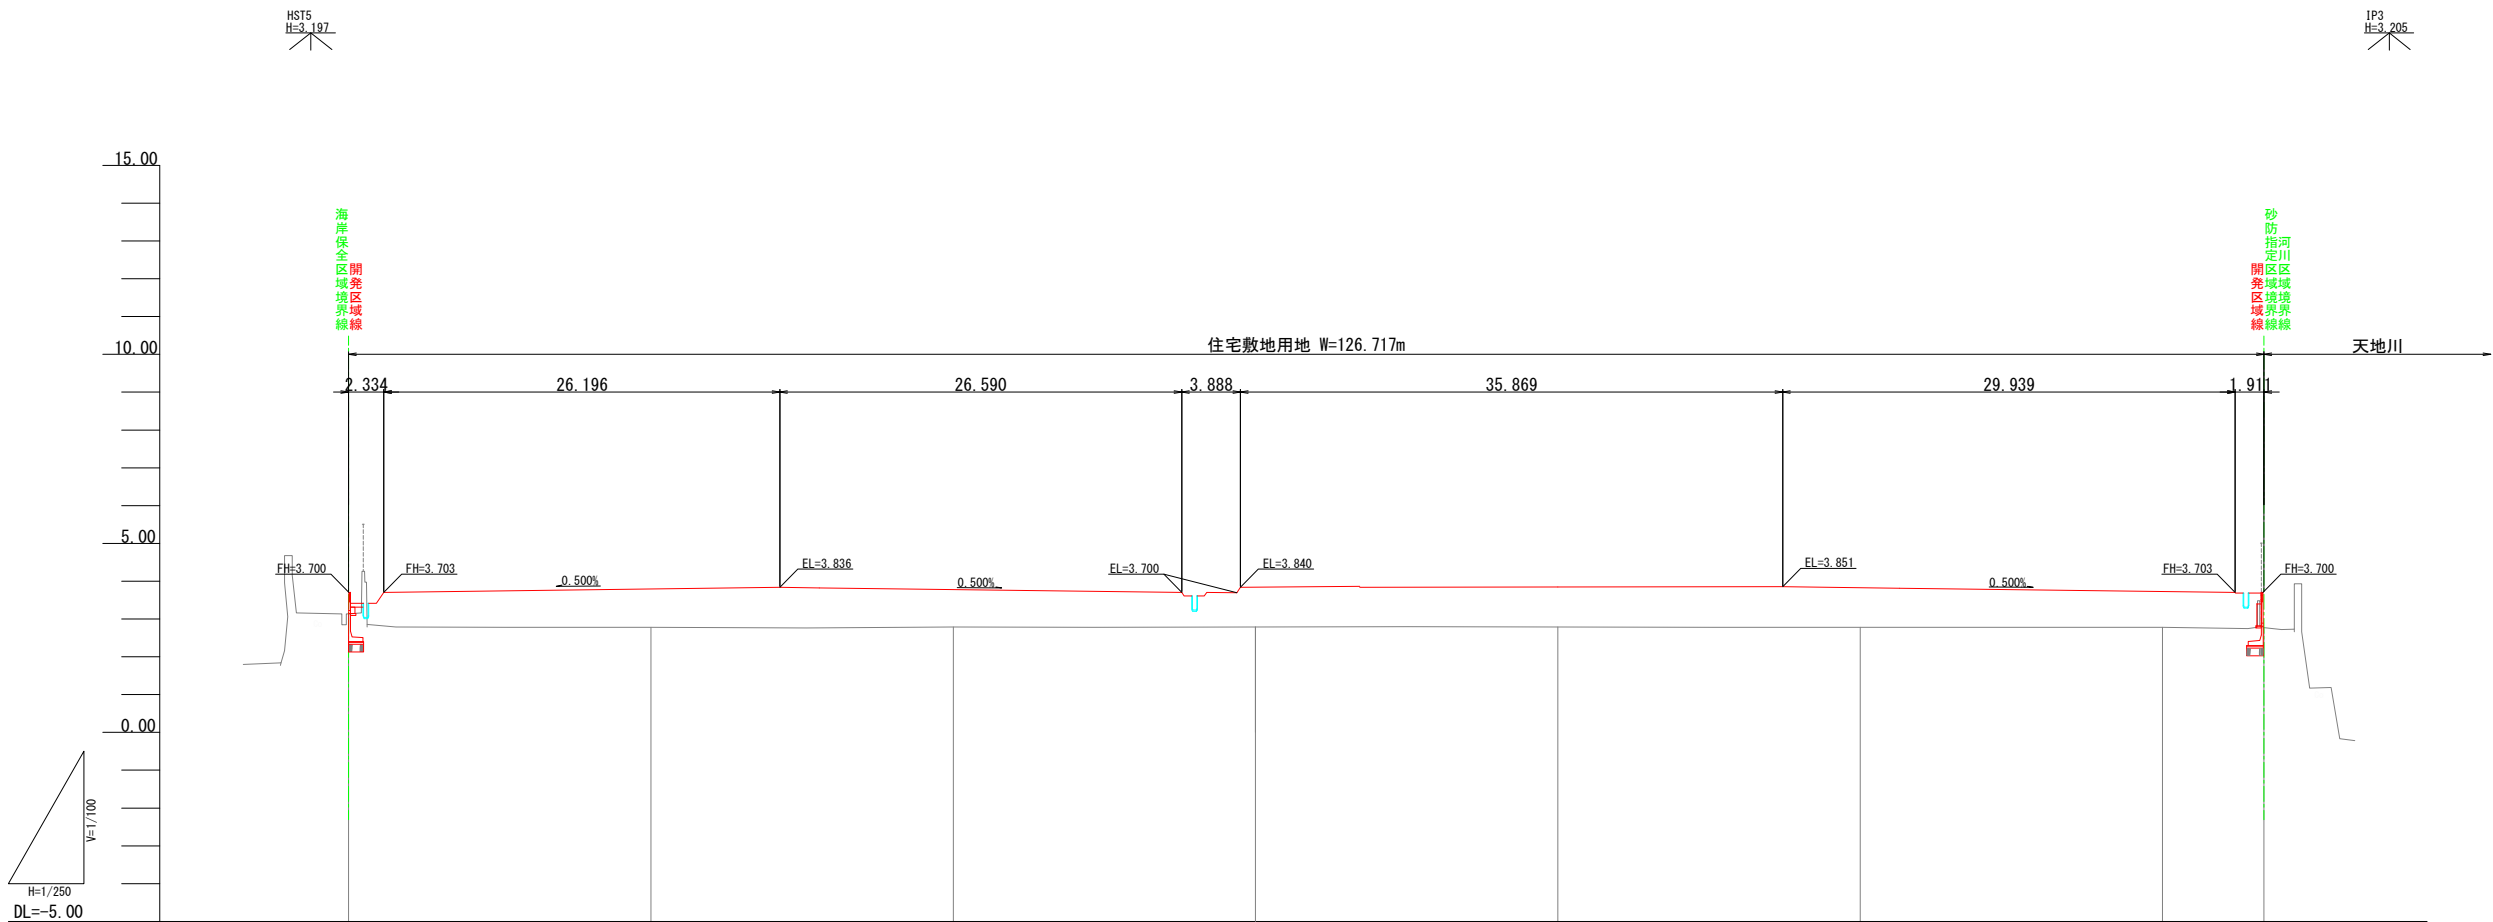 HST5
H=3.197
IP3
H=3.205
15.00
海岸保全区域境界線
開発区域線
開発区域線
砂防指定区域境界線
河川区域境界線
10.00
住宅敷地用地 W=126.717m
天地川
2.334
26.196
26.590
3.888
35.869
29.939
1.911
5.00
FH=3.700
FH=3.703
0.500%
EL=3.836
0.500%
EL=3.700
EL=3.840
EL=3.851
0.500%
FH=3.703
FH=3.700
0.00
V=1/100
H=1/250
DL=-5.00